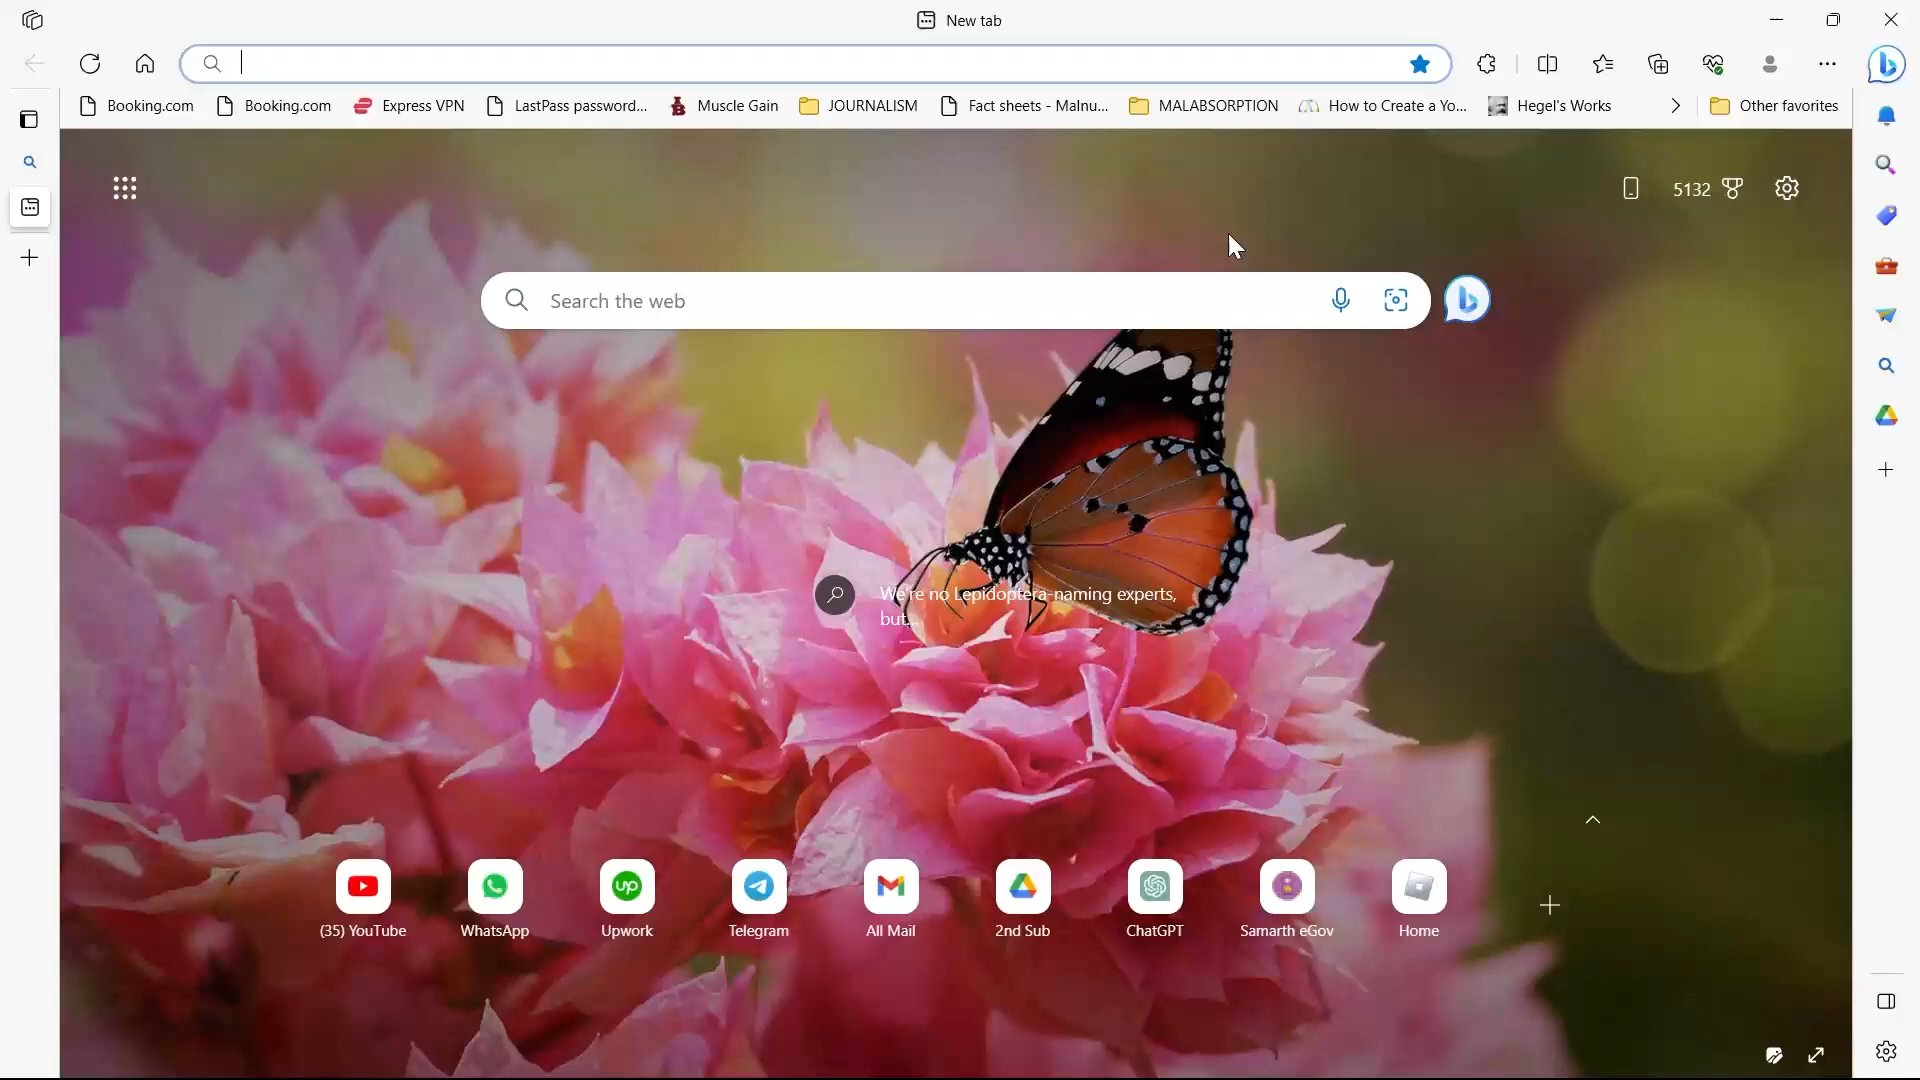 New tab
Booking.com
Booking.com
Express VPN
LastPass password...
Muscle Gain
JOURNALISM
Fact sheets - Malnu...
MALABSORPTION
How to Create a Yo...
Hegel's Works
Other favorites
5132
Search the web
We're no Lepidoptera-naming experts,
but...
(35) YouTube
WhatsApp
up
Upwork
Telegram
All Mail
2nd Sub
ChatGPT
Samarth eGov
Home